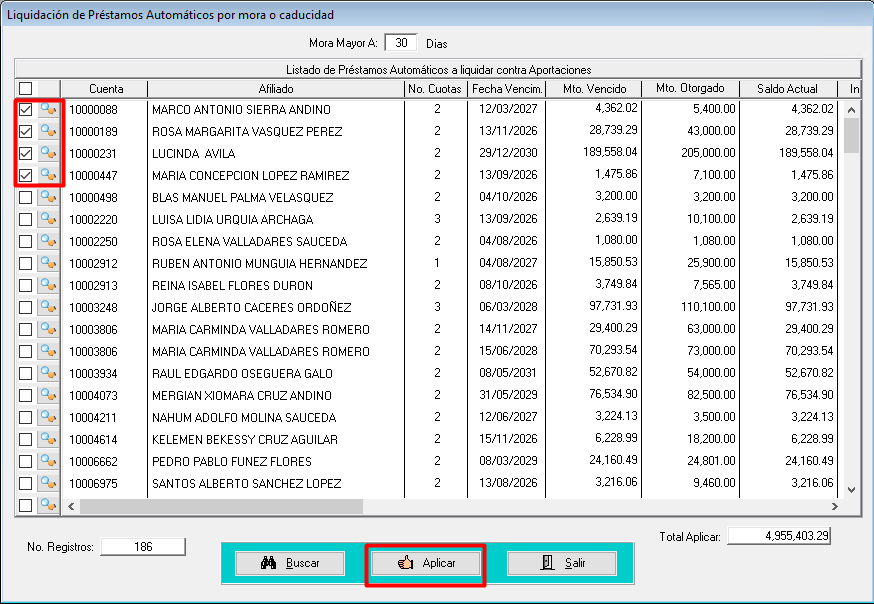 Liquidación de Préstamos Automáticos por mora o caducidad
Mora Mayor A: 30 Dias
Listado de Préstamos Automáticos a liquidar contra Aportaciones
Cuenta Afiliado No. Cuotas Fecha Vencim. Mto. Vencido Mto. Otorgado Saldo Actual In
10000088 MARCO ANTONIO SIERRA ANDINO 2 12/03/2027 4,362.02 5,400.00 4,362.02
10000189 ROSA MARGARITA VASQUEZ PEREZ 2 13/11/2026 28,739.29 43,000.00 28,739.29
10000231 LUCINDA AVILA 2 29/12/2030 189,558.04 205,000.00 189,558.04
10000447 MARIA CONCEPCION LOPEZ RAMIREZ 2 13/09/2026 1,475.86 7,100.00 1,475.86
10000498 BLAS MANUEL PALMA VELASQUEZ 2 04/10/2026 3,200.00 3,200.00 3,200.00
10002220 LUISA LIDIA URQUIA ARCHAGA 3 13/09/2026 2,639.19 10,100.00 2,639.19
10002250 ROSA ELENA VALLADARES SAUCEDA 2 04/08/2026 1,080.00 1,080.00 1,080.00
10002912 RUBEN ANTONIO MUNGUIA HERNANDEZ 1 04/08/2027 15,850.53 25,900.00 15,850.53
10002913 REINA ISABEL FLORES DURON 2 08/10/2026 3,749.84 7,565.00 3,749.84
10003248 JORGE ALBERTO CACERES ORDOÑEZ 3 06/03/2028 97,731.93 110,100.00 97,731.93
10003806 MARIA CARMINDA VALLADARES ROMERO 2 14/11/2027 29,400.29 63,000.00 29,400.29
10003806 MARIA CARMINDA VALLADARES ROMERO 2 15/06/2028 70,293.54 73,000.00 70,293.54
10003934 RAUL EDGARDO OSEGUERA GALO 2 08/05/2031 52,670.82 54,000.00 52,670.82
10004073 MERGIAN XIOMARA CRUZ ANDINO 2 31/05/2029 76,534.90 82,500.00 76,534.90
10004211 NAHUM ADOLFO MOLINA SAUCEDA 2 12/06/2027 3,224.13 3,500.00 3,224.13
10004614 KELEMEN BEKESSY CRUZ AGUILAR 2 15/11/2026 6,228.99 18,200.00 6,228.99
10006662 PEDRO PABLO FUNEZ FLORES 2 08/03/2029 24,160.49 24,801.00 24,160.49
10006975 SANTOS ALBERTO SANCHEZ LOPEZ 2 13/08/2026 3,216.06 9,460.00 3,216.06
Total Aplicar: 4,955,403.29
No. Registros: 186
Buscar Aplicar Salir